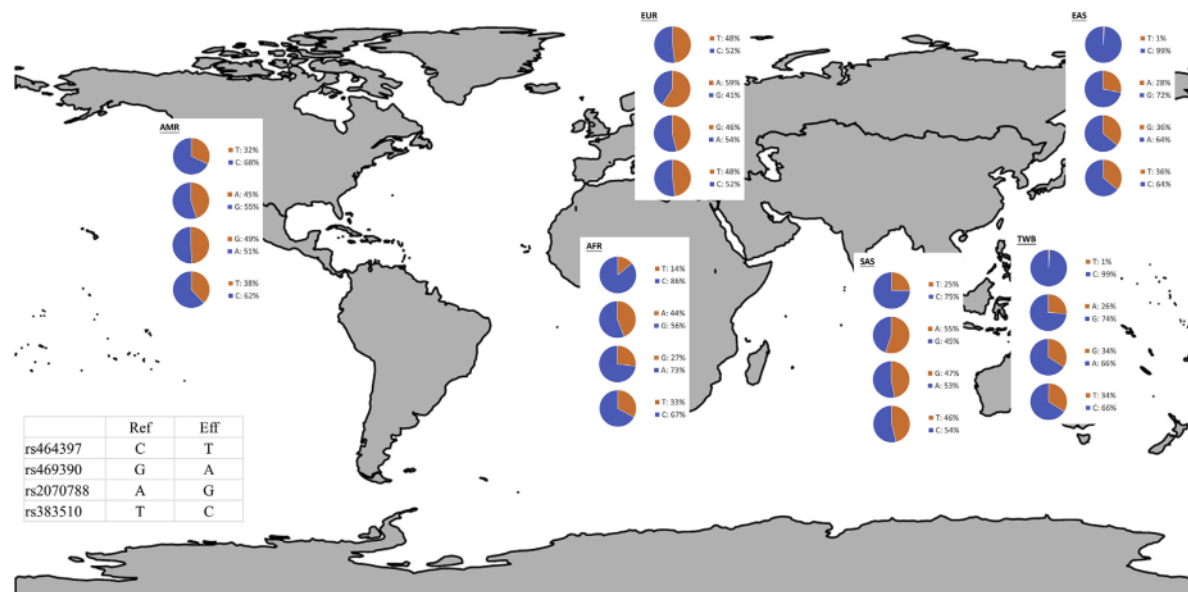 EUR
T: 48%
C: 52%
A: 59%
G: 41%
G: 46%
A: 54%
T: 48%
C: 52%
EAS
T: 1%
C: 99%
A: 28%
G: 72%
G: 36%
A: 64%
T: 36%
C: 64%
AMR
T: 32%
C: 68%
A: 45%
G: 55%
G: 49%
A: 51%
T: 38%
C: 62%
AFR
T: 14%
C: 86%
A: 44%
G: 56%
G: 27%
A: 73%
T: 33%
C: 67%
SAS
T: 25%
C: 75%
A: 55%
G: 45%
G: 47%
A: 53%
T: 46%
C: 54%
TWB
T: 1%
C: 99%
A: 26%
G: 74%
G: 34%
A: 66%
T: 34%
C: 66%
Ref Eff
rs464397 C T
rs469390 G A
rs2070788 A G
rs383510 T C